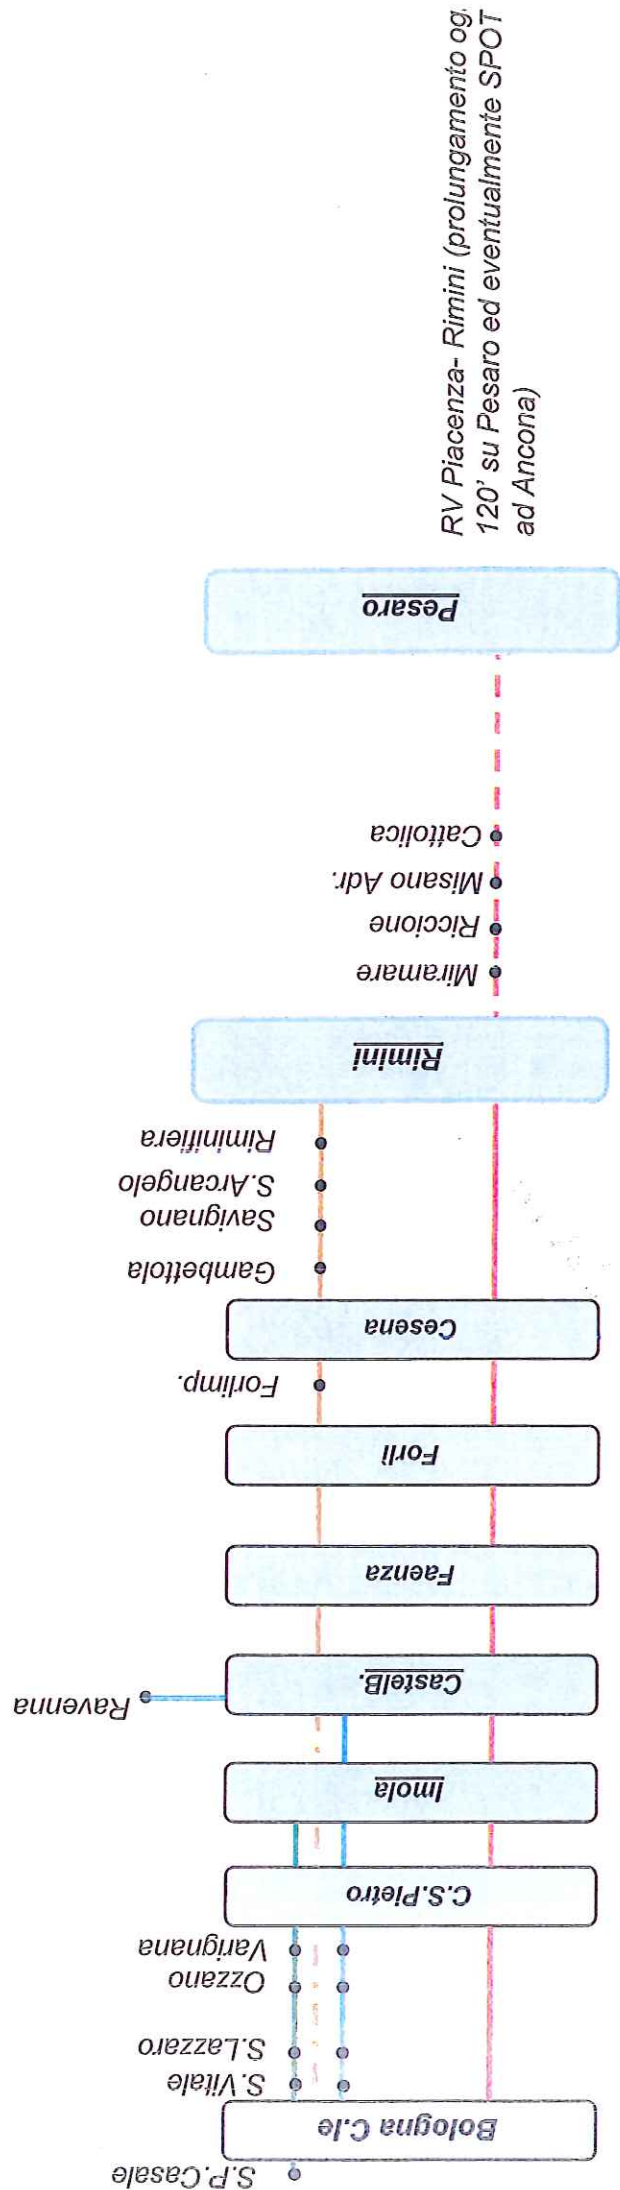 S.P.Casale
Bologna C.le
S.Vitale
S.Lazzaro
Ozzano
Varignana
C.S.Pietro
Imola
CastelB.
Ravenna
Faenza
Forlì
Forlimp.
Cesena
Gambettola
Savignano
S.Arcangelo
Riminifiera
Rimini
Miramare
Riccione
Misano Adr.
Cattolica
Pesaro
RV Piacenza- Rimini (prolungamento og.
120' su Pesaro ed eventualmente SPOT
ad Ancona)